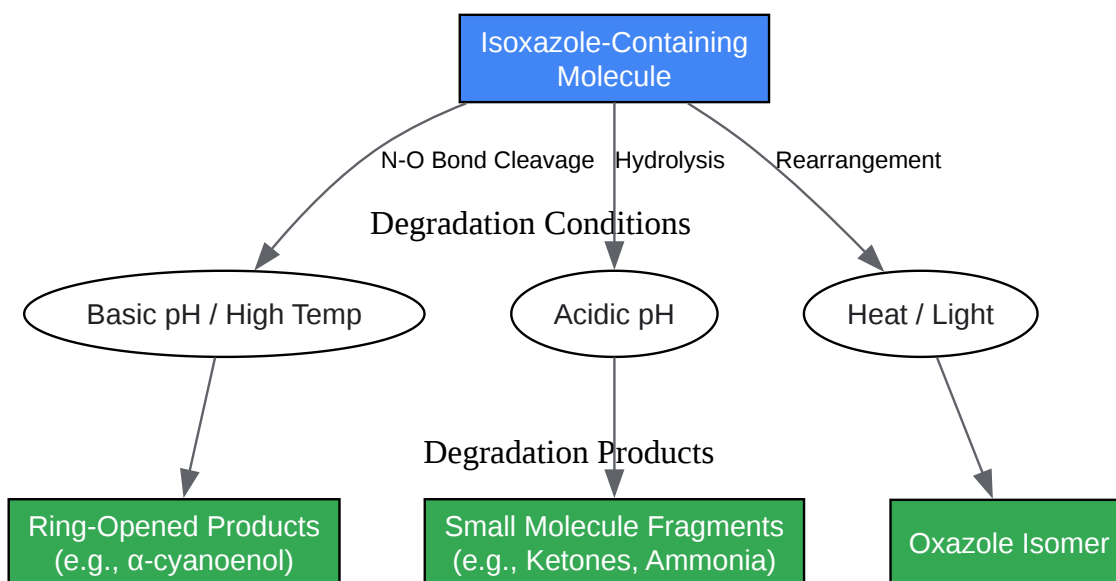 Isoxazole-Containing
Molecule
N-O Bond Cleavage
Hydrolysis
Rearrangement
Degradation Conditions
Basic pH / High Temp
Acidic pH
Heat / Light
Degradation Products
Ring-Opened Products
(e.g., α-cyanoenol)
Small Molecule Fragments
(e.g., Ketones, Ammonia)
Oxazole Isomer